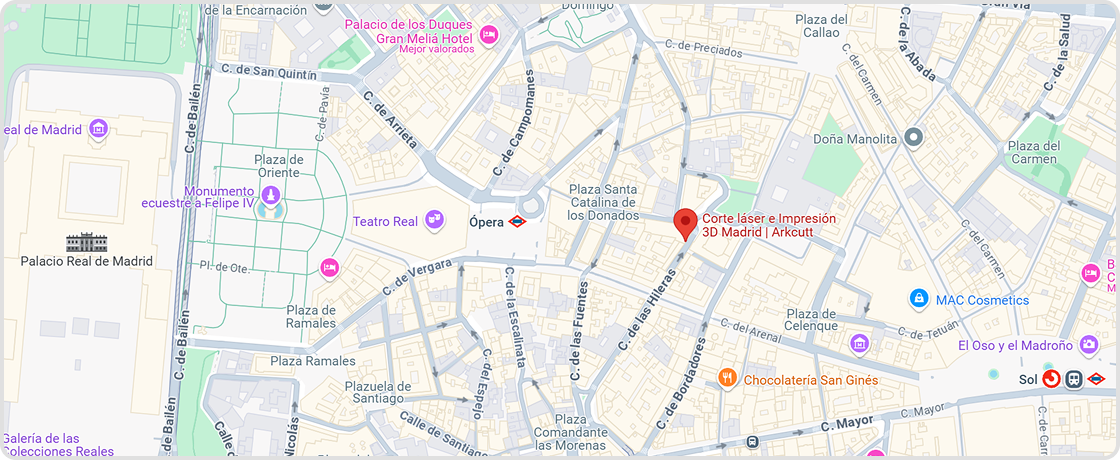 de la Encarnación
Palacio de los Duques
Gran Meliá Hotel
Mejor valorados
Domingo
Plaza del
Callao
Gran Vía
C. de la Salud
C. de la Abada
C. del Carmen
C. de Preciados
C. de San Quintín
C. de Bailén
C. de Pavía
C. de Arrieta
C. de Campomanes
eal de Madrid
Doña Manolita
Plaza del
Carmen
Plaza de
Oriente
Monumento
ecuestre a Felipe IV
Plaza Santa
Catalina de
los Donados
Teatro Real
Ópera
Corte láser e Impresión
3D Madrid | Arkcutt
C. del Carmen
Palacio Real de Madrid
Pl. de Ote.
C. de Vergara
C. de la Escalinata
C. de las Fuentes
C. de las Hileras
MAC Cosmetics
Plaza de
Ramales
C. de Bailén
Plaza de
Celenque
C. de Tetuán
C. del Arenal
El Oso y el Madroño
Plaza Ramales
C. del Espejo
C. de Bordadores
Chocolatería San Ginés
Sol
Plazuela de
Santiago
C. Mayor
C. Mayor
Calle de Santiago
Plaza
Comandante
las Morenas
C. de Bailén
Nicolás
Galería de las
Colecciones Reales